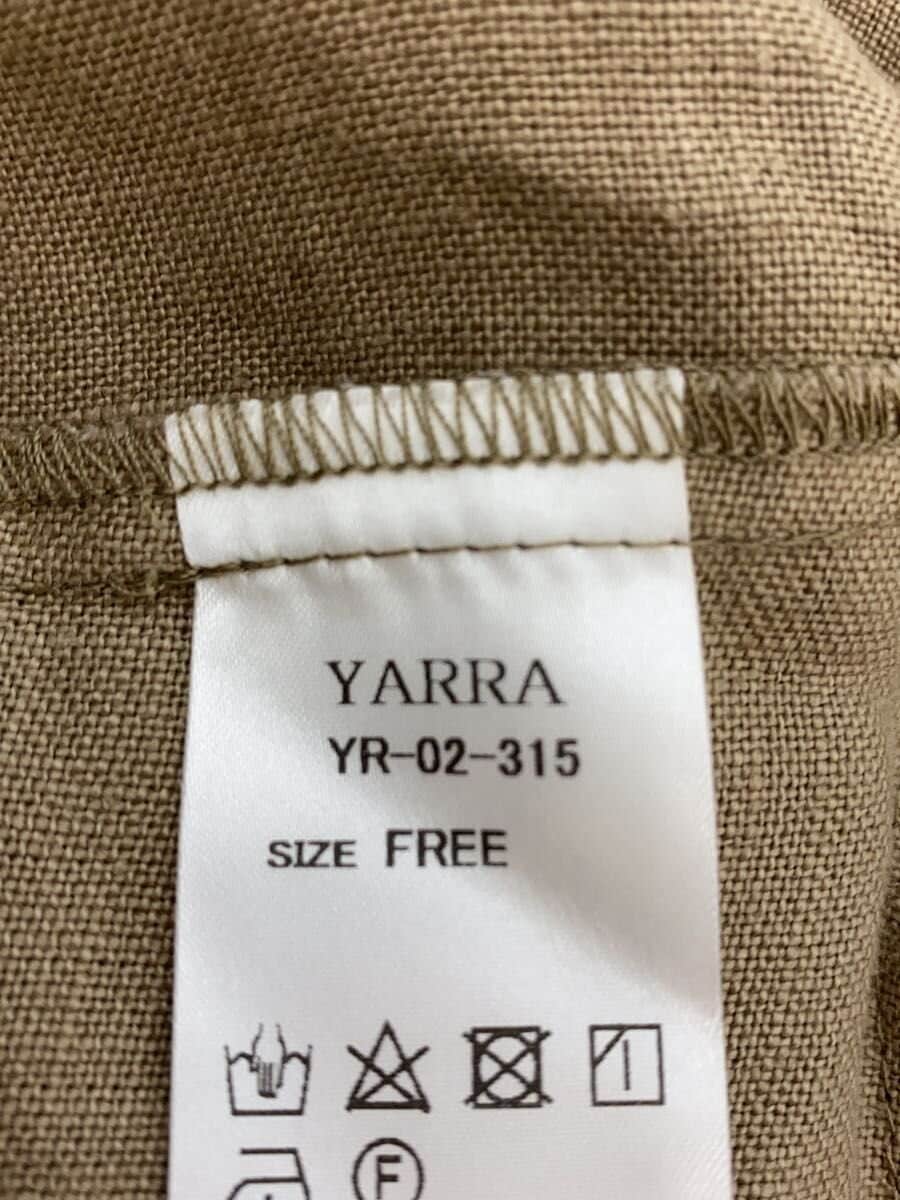 YARRA
YR-02-315
SIZE FREE
F